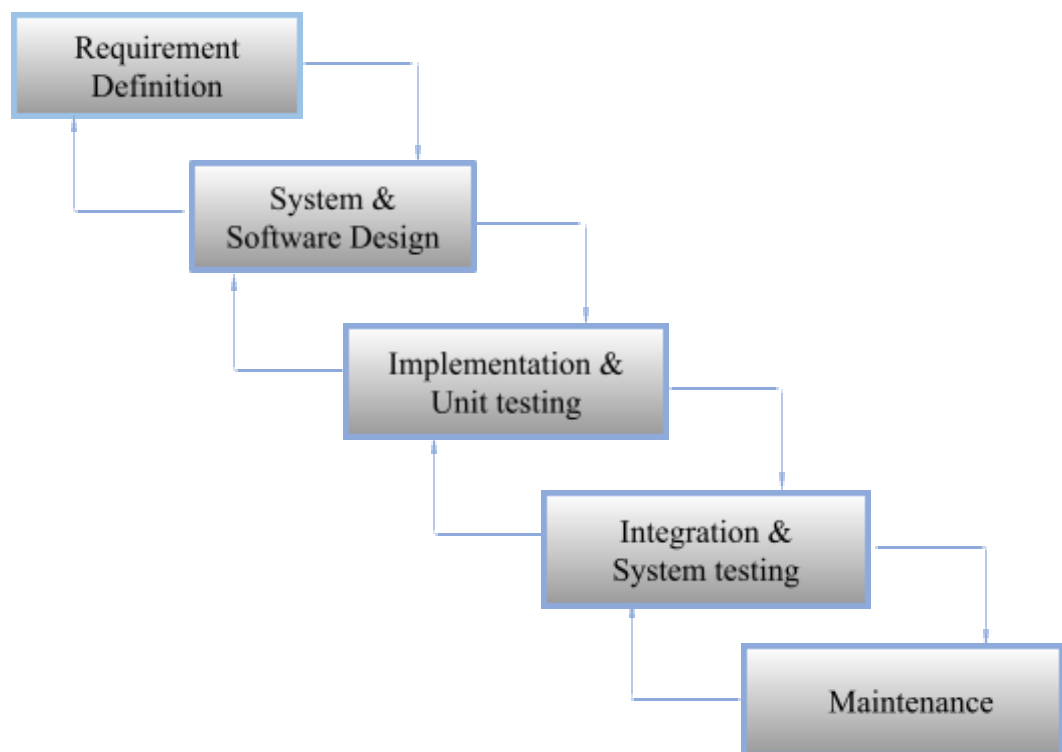 Requirement
Definition
System &
Software Design
Implementation &
Unit testing
Integration &
System testing
Maintenance